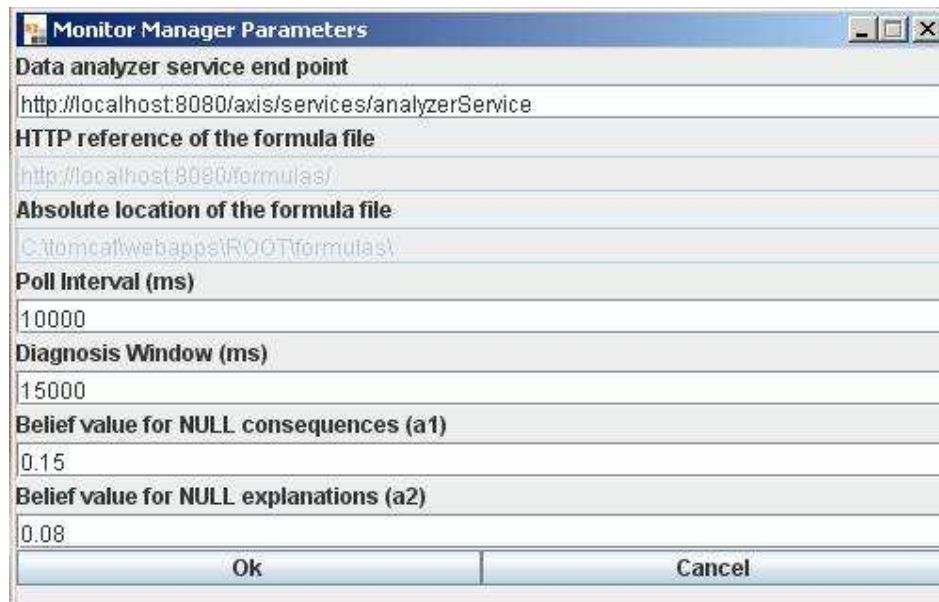 Monitor Manager Parameters
Data analyzer service end point
http://localhost:8080/axis/services/analyzerService
HTTP reference of the formula file
http://localhost:8080/formulas/
Absolute location of the formula file
C:\tomcat\webapps\ROOT\formulas\
Poll Interval (ms)
10000
Diagnosis Window (ms)
15000
Belief value for NULL consequences (a1)
0.15
Belief value for NULL explanations (a2)
0.08
Ok Cancel